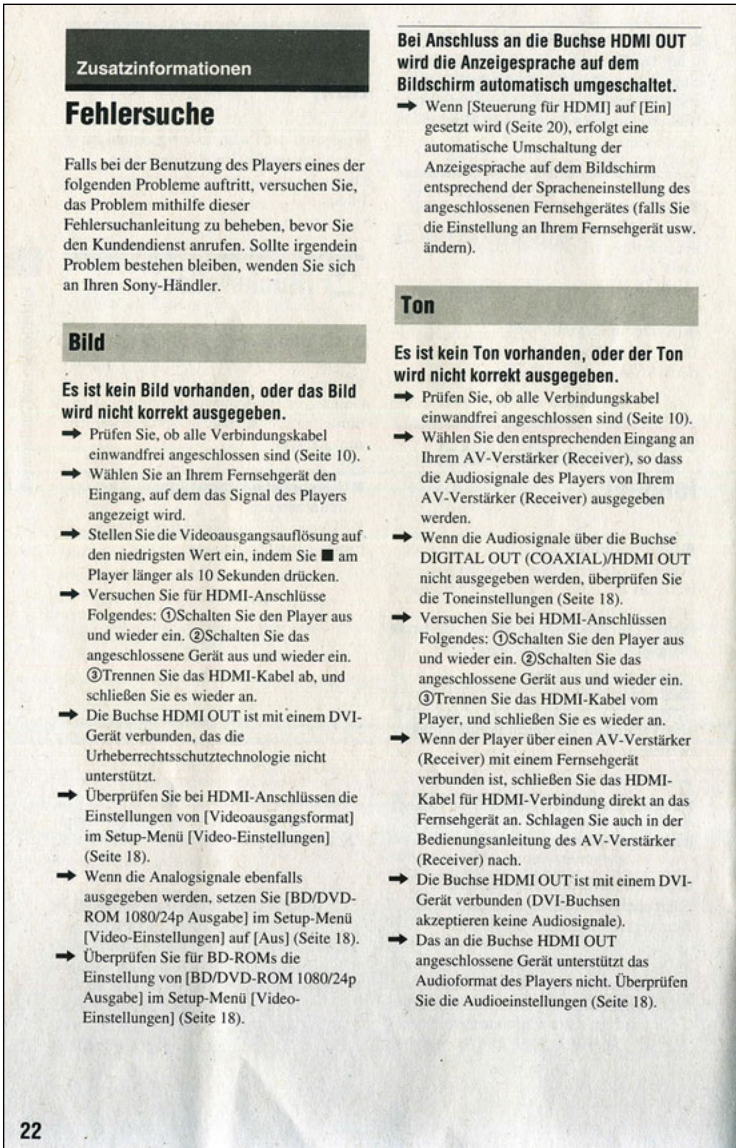 Zusatzinformationen
Fehlersuche
Falls bei der Benutzung des Players eines der
folgenden Probleme auftritt, versuchen Sie,
das Problem mithilfe dieser
Fehlersuchanleitung zu beheben, bevor Sie
den Kundendienst anrufen. Sollte irgendein
Problem bestehen bleiben, wenden Sie sich
an Ihren Sony-Händler.
Bild
Es ist kein Bild vorhanden, oder das Bild
wird nicht korrekt ausgegeben.
➡ Prüfen Sie, ob alle Verbindungskabel
einwandfrei angeschlossen sind (Seite 10).
➡ Wählen Sie an Ihrem Fernsehgerät den
Eingang, auf dem das Signal des Players
angezeigt wird.
➡ Stellen Sie die Videoausgangsauflösung auf
den niedrigsten Wert ein, indem Sie ■ am
Player länger als 10 Sekunden drücken.
➡ Versuchen Sie für HDMI-Anschlüsse
Folgendes: ①Schalten Sie den Player aus
und wieder ein. ②Schalten Sie das
angeschlossene Gerät aus und wieder ein.
③Trennen Sie das HDMI-Kabel ab, und
schließen Sie es wieder an.
➡ Die Buchse HDMI OUT ist mit einem DVI-
Gerät verbunden, das die
Urheberrechtsschutztechnologie nicht
unterstützt.
➡ Überprüfen Sie bei HDMI-Anschlüssen die
Einstellungen von [Videoausgangsformat]
im Setup-Menü [Video-Einstellungen]
(Seite 18).
➡ Wenn die Analogsignale ebenfalls
ausgegeben werden, setzen Sie [BD/DVD-
ROM 1080/24p Ausgabe] im Setup-Menü
[Video-Einstellungen] auf [Aus] (Seite 18).
➡ Überprüfen Sie für BD-ROMs die
Einstellung von [BD/DVD-ROM 1080/24p
Ausgabe] im Setup-Menü [Video-
Einstellungen] (Seite 18).
Bei Anschluss an die Buchse HDMI OUT
wird die Anzeigesprache auf dem
Bildschirm automatisch umgeschaltet.
➡ Wenn [Steuerung für HDMI] auf [Ein]
gesetzt wird (Seite 20), erfolgt eine
automatische Umschaltung der
Anzeigesprache auf dem Bildschirm
entsprechend der Spracheneinstellung des
angeschlossenen Fernsehgerätes (falls Sie
die Einstellung an Ihrem Fernsehgerät usw.
ändern).
Ton
Es ist kein Ton vorhanden, oder der Ton
wird nicht korrekt ausgegeben.
➡ Prüfen Sie, ob alle Verbindungskabel
einwandfrei angeschlossen sind (Seite 10).
➡ Wählen Sie den entsprechenden Eingang an
Ihrem AV-Verstärker (Receiver), so dass
die Audiosignale des Players von Ihrem
AV-Verstärker (Receiver) ausgegeben
werden.
➡ Wenn die Audiosignale über die Buchse
DIGITAL OUT (COAXIAL)/HDMI OUT
nicht ausgegeben werden, überprüfen Sie
die Toneinstellungen (Seite 18).
➡ Versuchen Sie bei HDMI-Anschlüssen
Folgendes: ①Schalten Sie den Player aus
und wieder ein. ②Schalten Sie das
angeschlossene Gerät aus und wieder ein.
③Trennen Sie das HDMI-Kabel vom
Player, und schließen Sie es wieder an.
➡ Wenn der Player über einen AV-Verstärker
(Receiver) mit einem Fernsehgerät
verbunden ist, schließen Sie das HDMI-
Kabel für HDMI-Verbindung direkt an das
Fernsehgerät an. Schlagen Sie auch in der
Bedienungsanleitung des AV-Verstärker
(Receiver) nach.
➡ Die Buchse HDMI OUT ist mit einem DVI-
Gerät verbunden (DVI-Buchsen
akzeptieren keine Audiosignale).
➡ Das an die Buchse HDMI OUT
angeschlossene Gerät unterstützt das
Audioformat des Players nicht. Überprüfen
Sie die Audioeinstellungen (Seite 18).
22